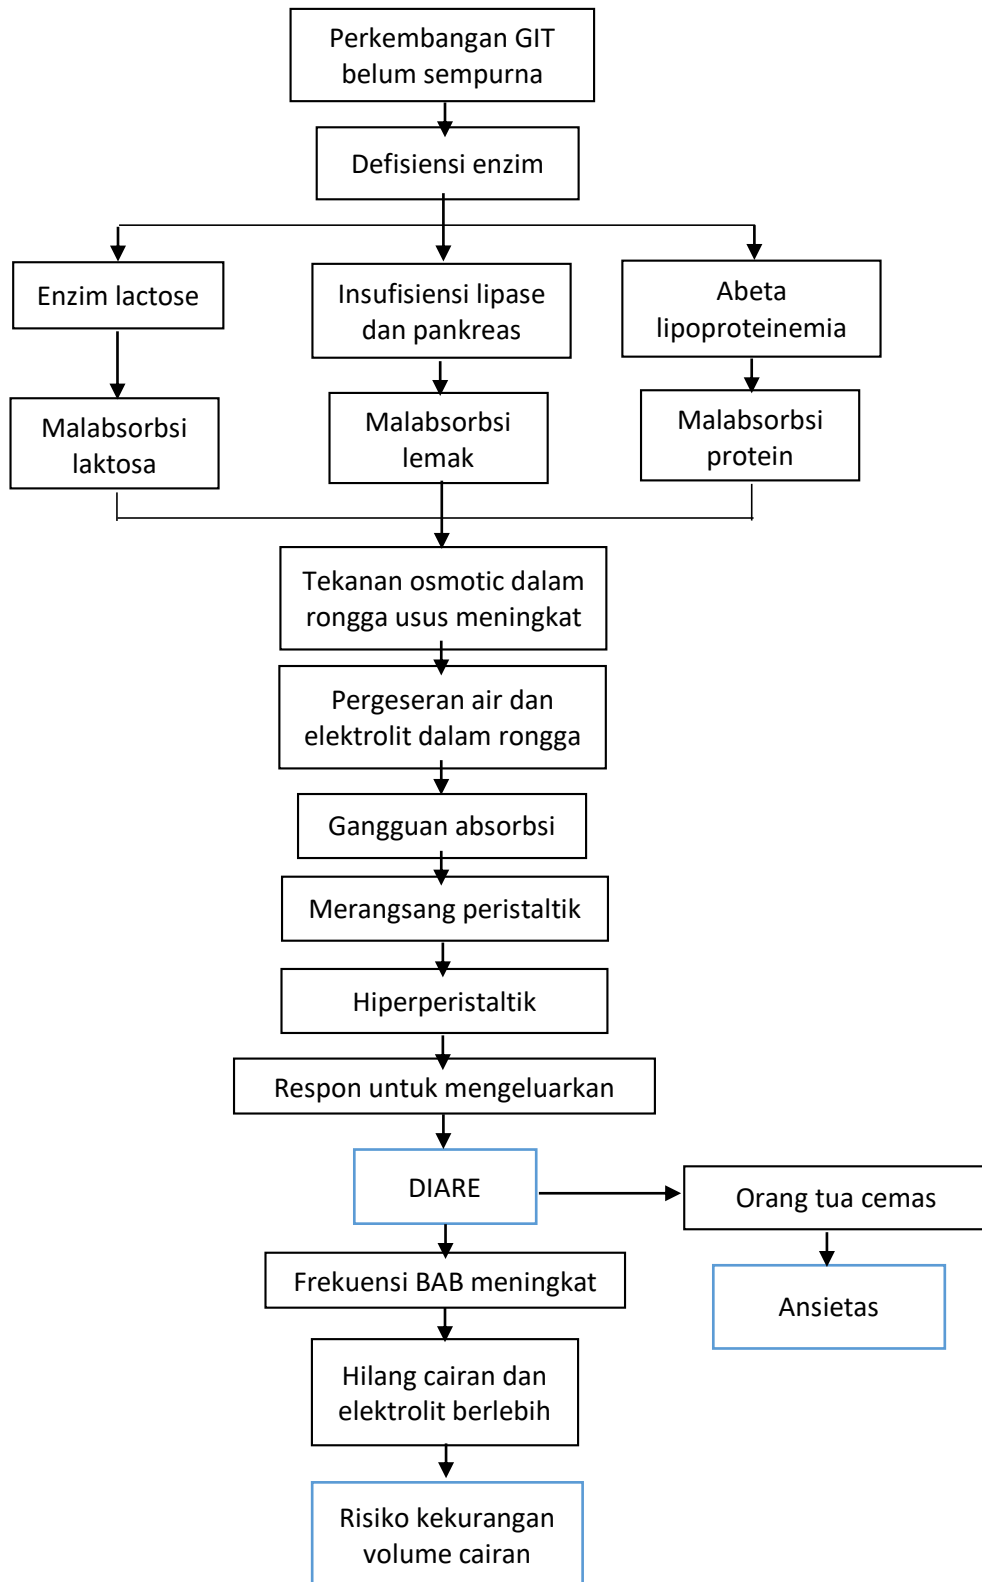 Perkembangan GIT
belum sempurna
Defisiensi enzim
Enzim lactose
Insufisiensi lipase
dan pankreas
Abeta
lipoproteinemia
Malabsorbsi
laktosa
Malabsorbsi
lemak
Malabsorbsi
protein
Tekanan osmotic dalam
rongga usus meningkat
Pergeseran air dan
elektrolit dalam rongga
Gangguan absorbsi
Merangsang peristaltik
Hiperperistaltik
Respon untuk mengeluarkan
DIARE
Orang tua cemas
Frekuensi BAB meningkat
Ansietas
Hilang cairan dan
elektrolit berlebih
Risiko kekurangan
volume cairan